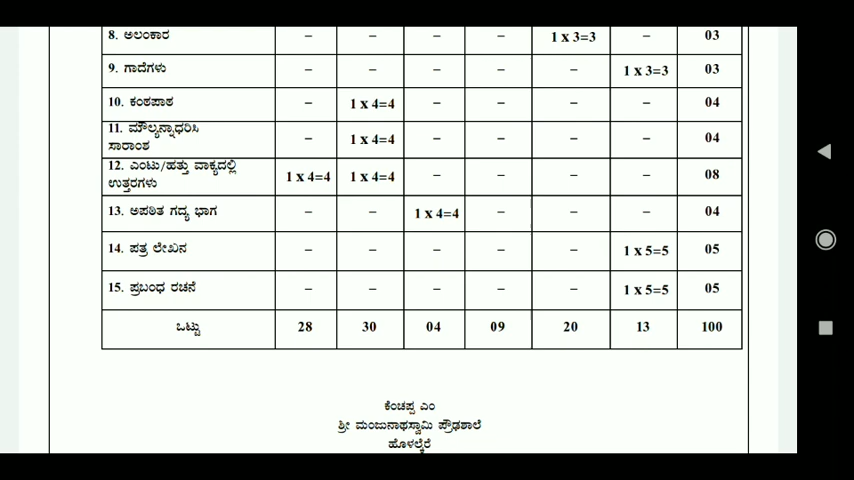 8. ಅಲಂಕಾರ – – – – 1 x 3=3 – 03
9. ಗಾದೆಗಳು – – – – – 1 x 3=3 03
10. ಕಂಠಪಾಠ – 1 x 4=4 – – – – 04
11. ಮೌಲ್ಯನ್ನಾಧರಿಸಿ
ಸಾರಾಂಶ – 1 x 4=4 – – – – 04
12. ಎಂಟು/ಹತ್ತು ವಾಕ್ಯದಲ್ಲಿ
ಉತ್ತರಗಳು 1 x 4=4 1 x 4=4 – – – – 08
13. ಅಪಠಿತ ಗದ್ಯ ಭಾಗ – – 1 x 4=4 – – – 04
14. ಪತ್ರ ಲೇಖನ – – – – – 1 x 5=5 05
15. ಪ್ರಬಂಧ ರಚನೆ – – – – – 1 x 5=5 05
ಒಟ್ಟು 28 30 04 09 20 13 100
ಕೆಂಚಪ್ಪ ಎಂ
ಶ್ರೀ ಮಂಜುನಾಥಸ್ವಾಮಿ ಪ್ರೌಢಶಾಲೆ
ಹೊಳಲ್ಕೆರೆ